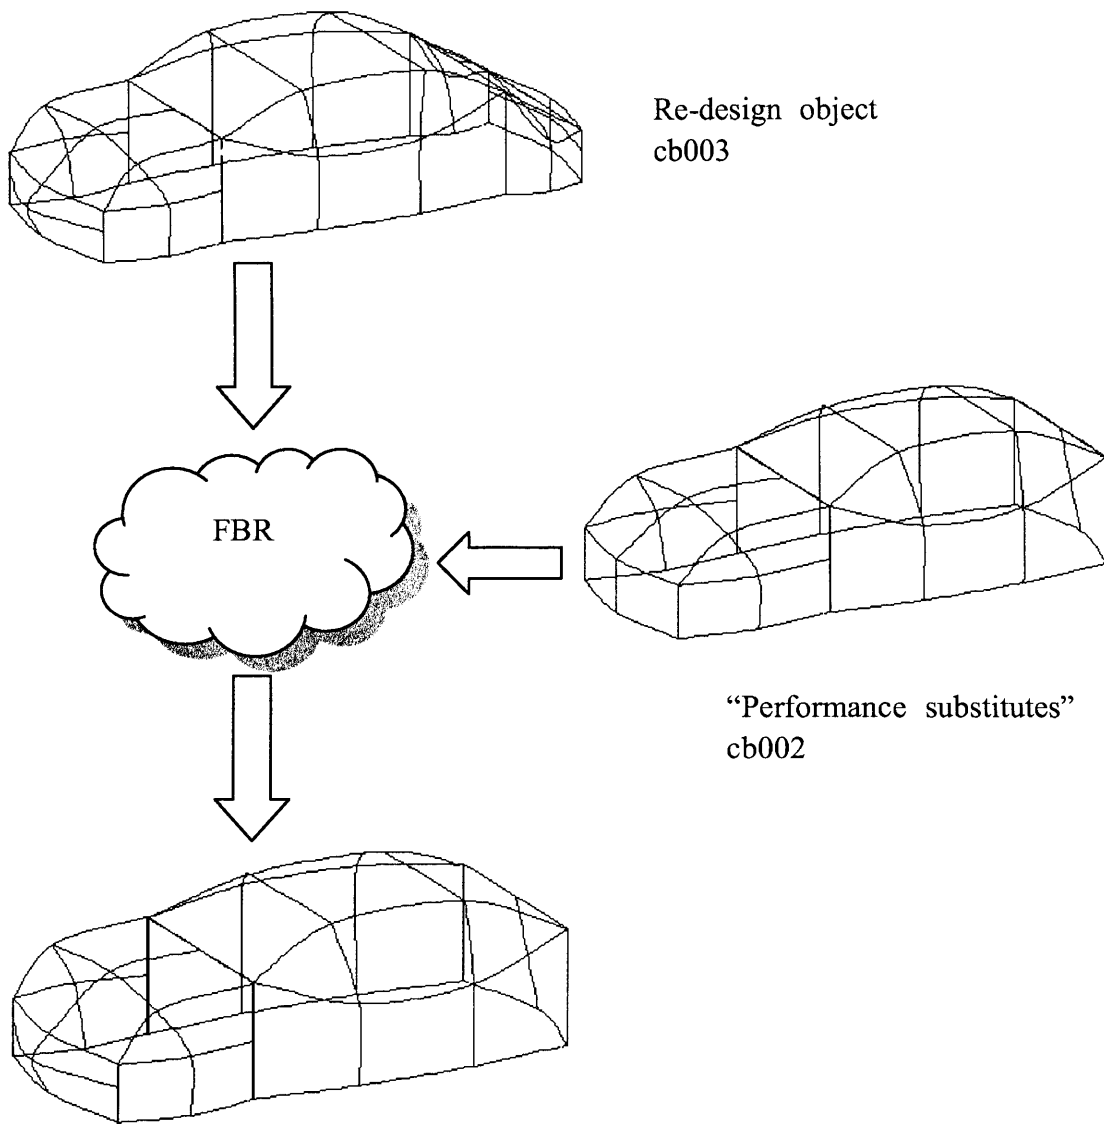 Re-design object
cb003
FBR
“Performance substitutes”
cb002